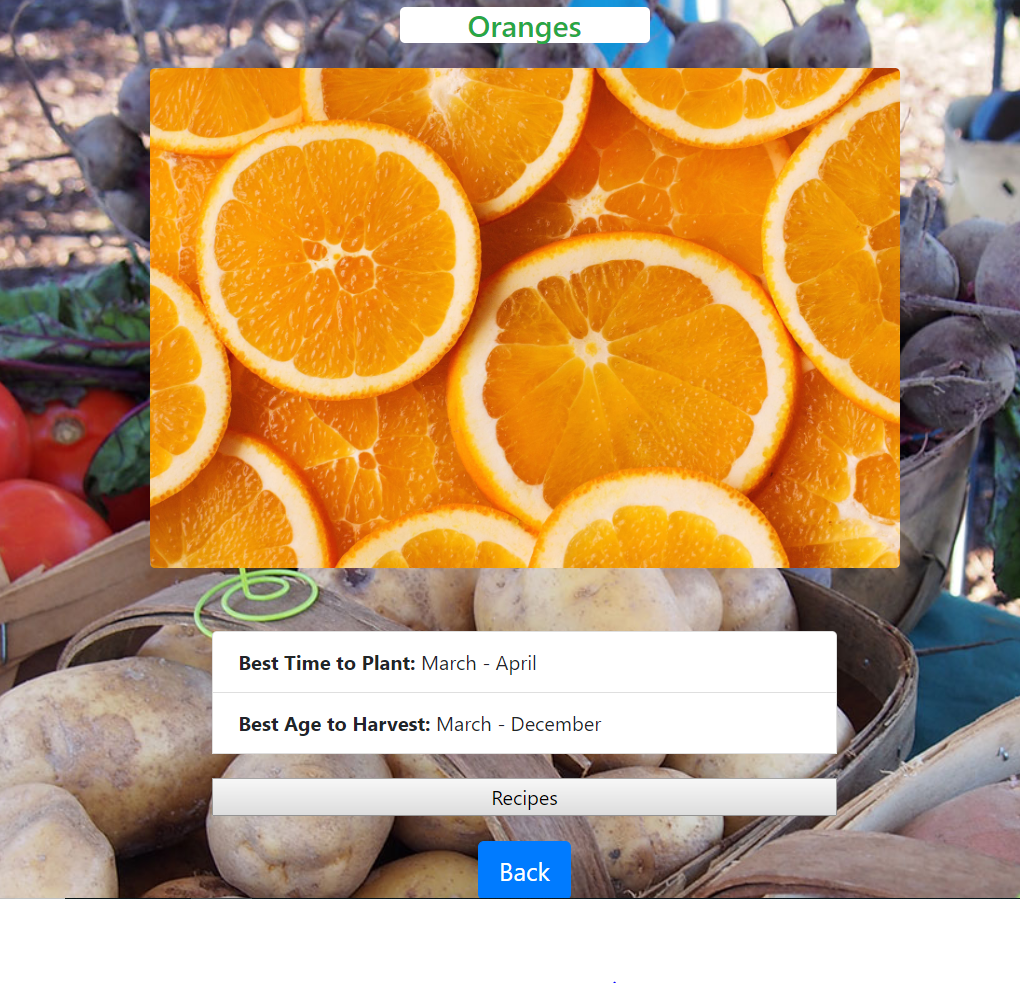 Oranges
Best Time to Plant: March - April
Best Age to Harvest: March - December
Recipes
Back